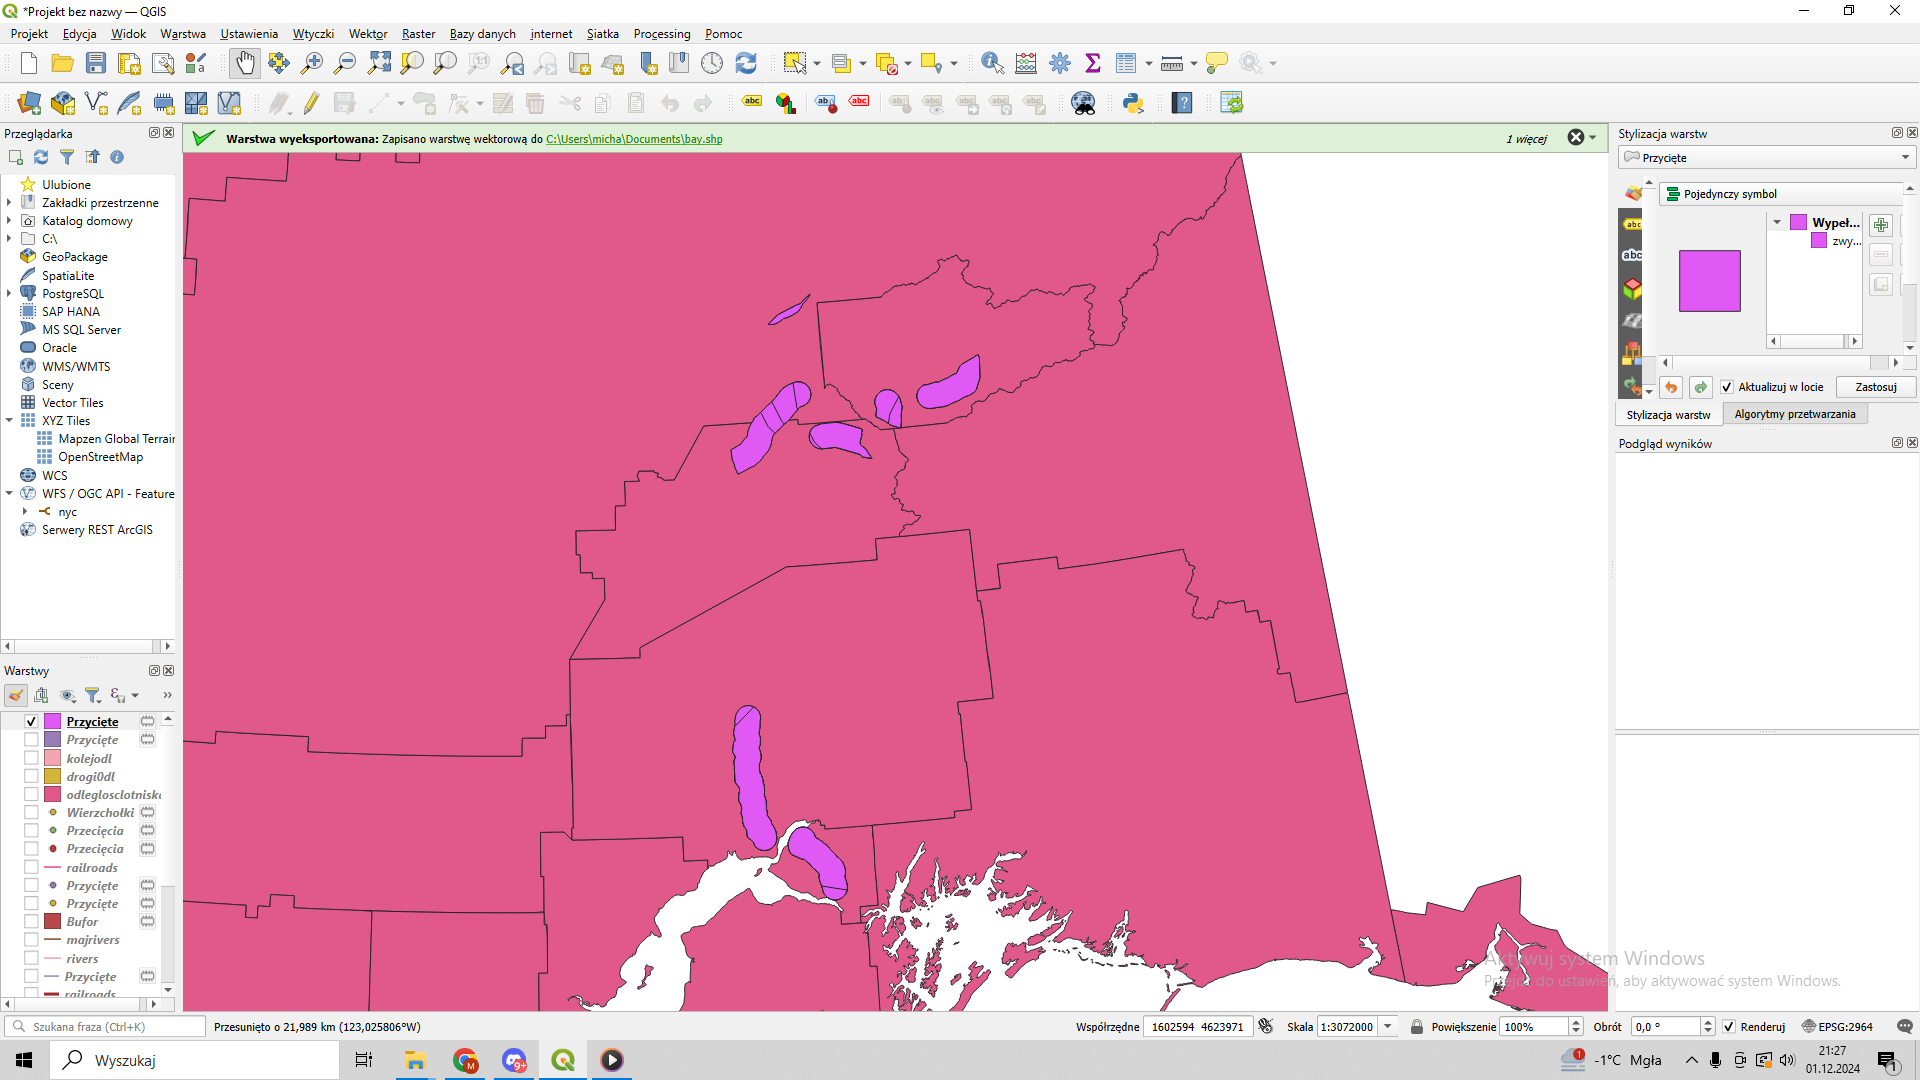 *Projekt bez nazwy — QGIS
Projekt Edycja Widok Warstwa Ustawienia Wtyczki Wektor Raster Bazy danych internet Siatka Processing Pomoc
Przeglądarka
Ulubione
Zakładki przestrzenne
Katalog domowy
C:\
GeoPackage
SpatiaLite
PostgreSQL
SAP HANA
MS SQL Server
Oracle
WMS/WMTS
Sceny
Vector Tiles
XYZ Tiles
Mapzen Global Terrain
OpenStreetMap
WCS
WFS / OGC API - Feature
nyc
Serwery REST ArcGIS
Warstwy
Przycięte
Przycięte
kolejodl
drogi0dl
odleglosclotnisk
Wierzchołki
Przecięcia
Przecięcia
railroads
Przycięte
Przycięte
Bufor
majrivers
rivers
Przycięte
railroads
Warstwa wyeksportowana: Zapisano warstwę wektorową do C:\Users\micha\Documents\bay.shp
1 więcej
Stylizacja warstw
Przycięte
Pojedynczy symbol
Wypeł...
zwy...
Aktualizuj w locie
Zastosuj
Stylizacja warstw
Algorytmy przetwarzania
Podgląd wyników
Aktywuj system Windows
Przejdź do ustawień, aby aktywować system Windows.
Szukana fraza (Ctrl+K)
Przesunięto o 21,989 km (123,025806°W)
Współrzędne 1602594 4623971
Skala 1:3072000
Powiększenie 100%
Obrót 0,0 °
Renderuj
EPSG:2964
Wyszukaj
-1°C Mgła
21:27
01.12.2024